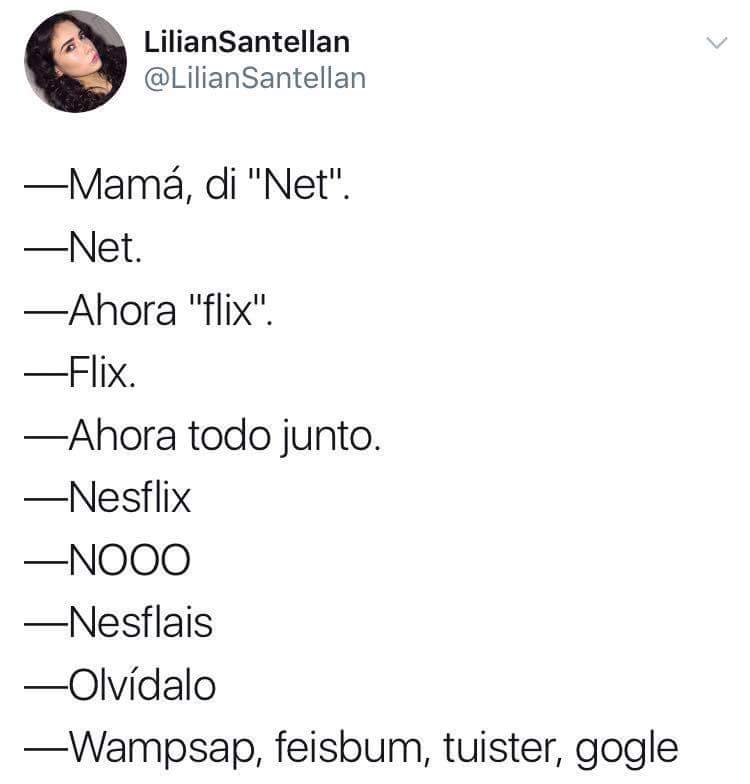 LilianSantellan
@LilianSantellan
—Mamá, di "Net".
—Net.
—Ahora "flix".
—Flix.
—Ahora todo junto.
—Nesflix
—NOOO
—Nesflais
—Olvídalo
—Wampsap, feisbum, tuister, gogle